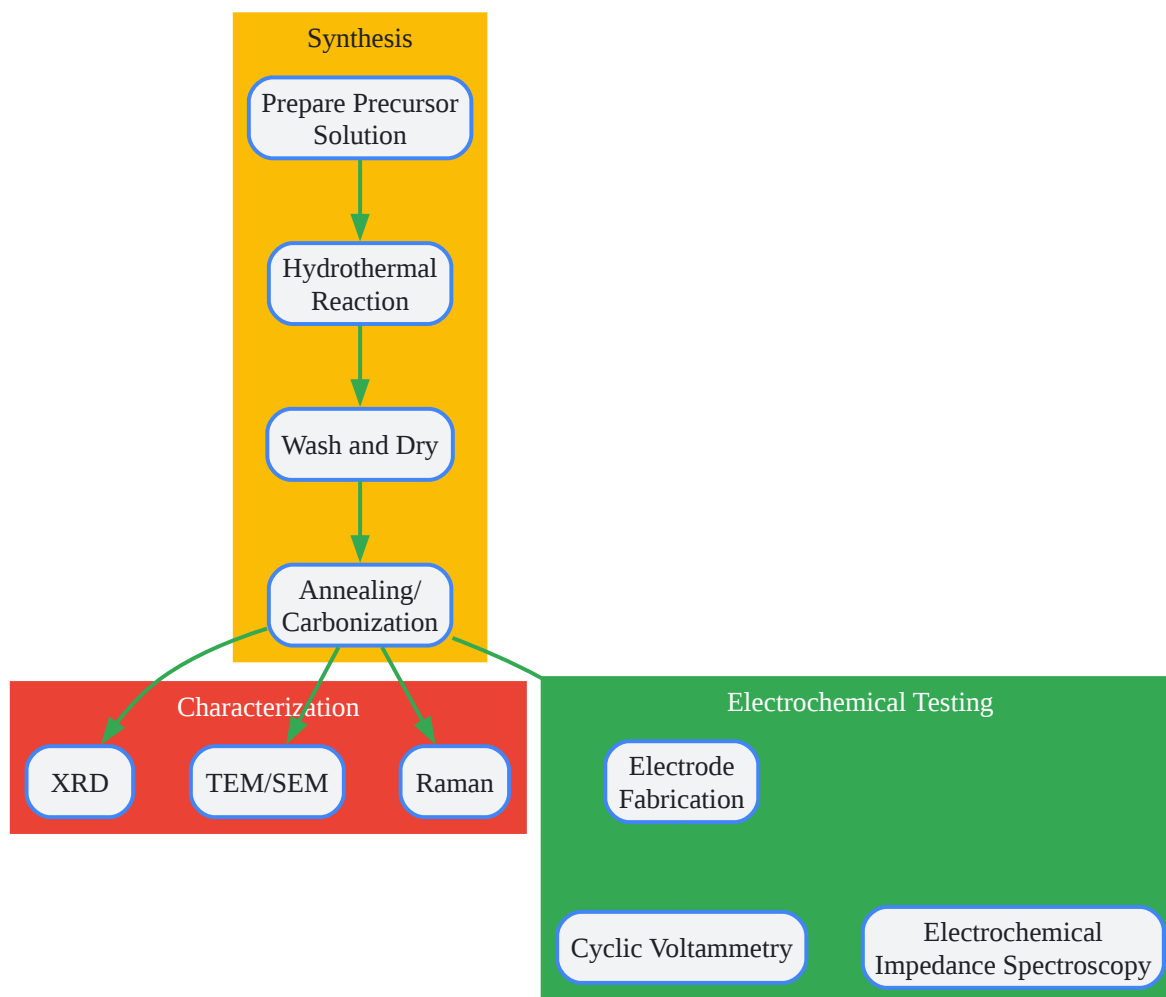 Synthesis
Prepare Precursor
Solution
Hydrothermal
Reaction
Wash and Dry
Annealing/
Carbonization
Characterization
XRD
TEM/SEM
Raman
Electrochemical Testing
Electrode
Fabrication
Cyclic Voltammetry
Electrochemical
Impedance Spectroscopy